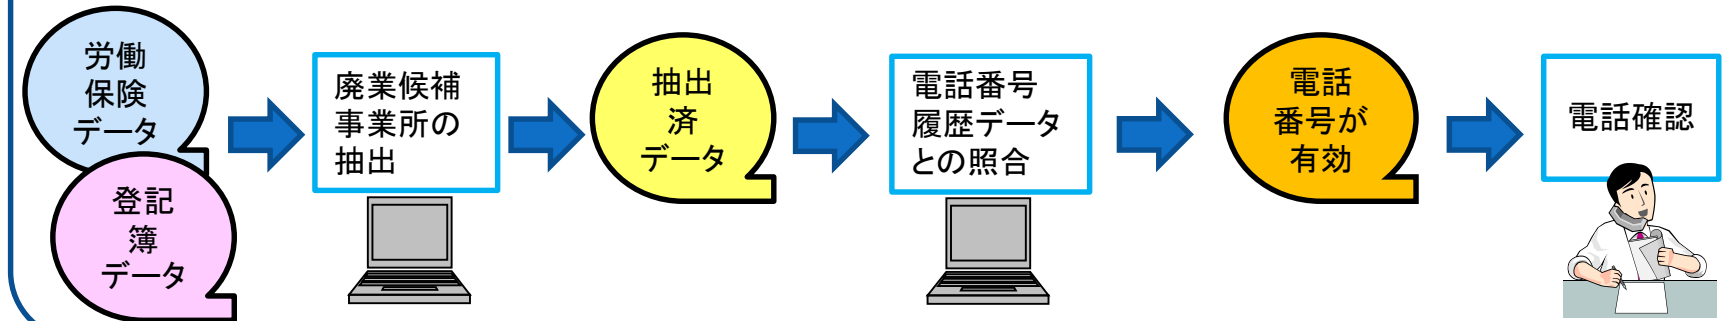 労働
保険
データ
登記
簿
データ
廃業候補
事業所の
抽出
抽出
済
データ
電話番号
履歴データ
との照合
電話
番号が
有効
電話確認